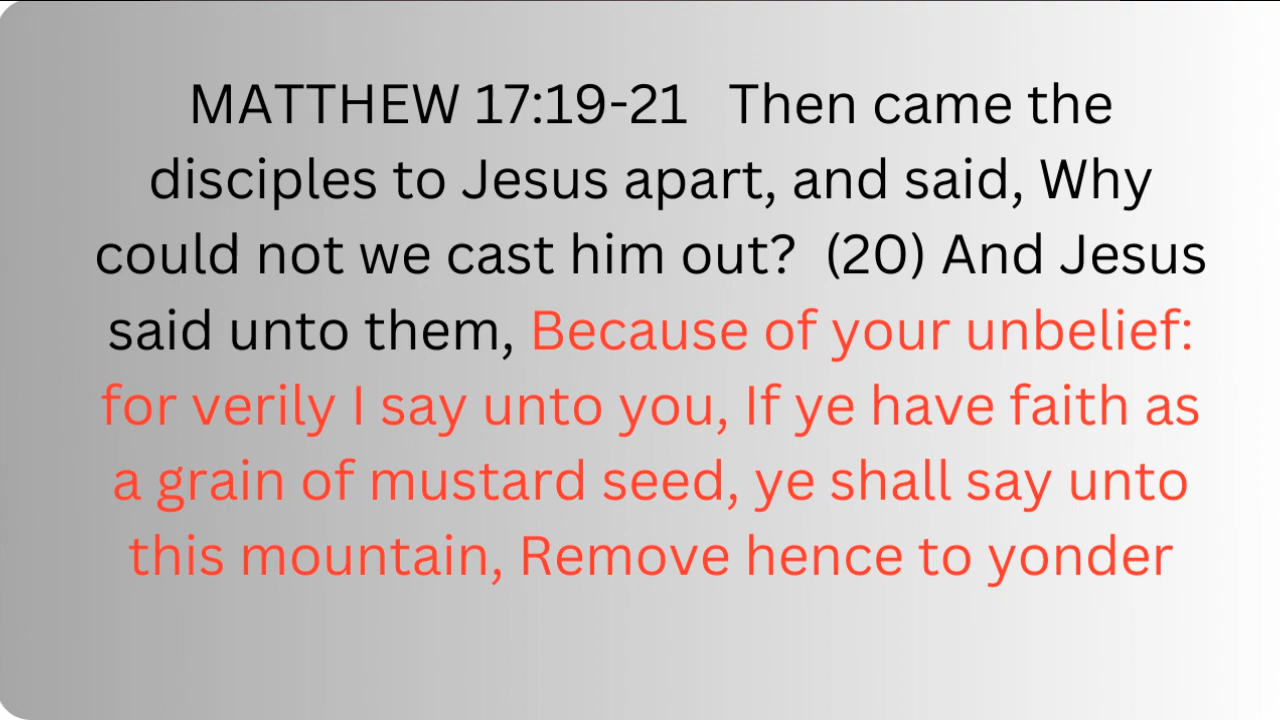 MATTHEW 17:19-21 Then came the
disciples to Jesus apart, and said, Why
could not we cast him out? (20) And Jesus
said unto them, Because of your unbelief:
for verily I say unto you, If ye have faith as
a grain of mustard seed, ye shall say unto
this mountain, Remove hence to yonder